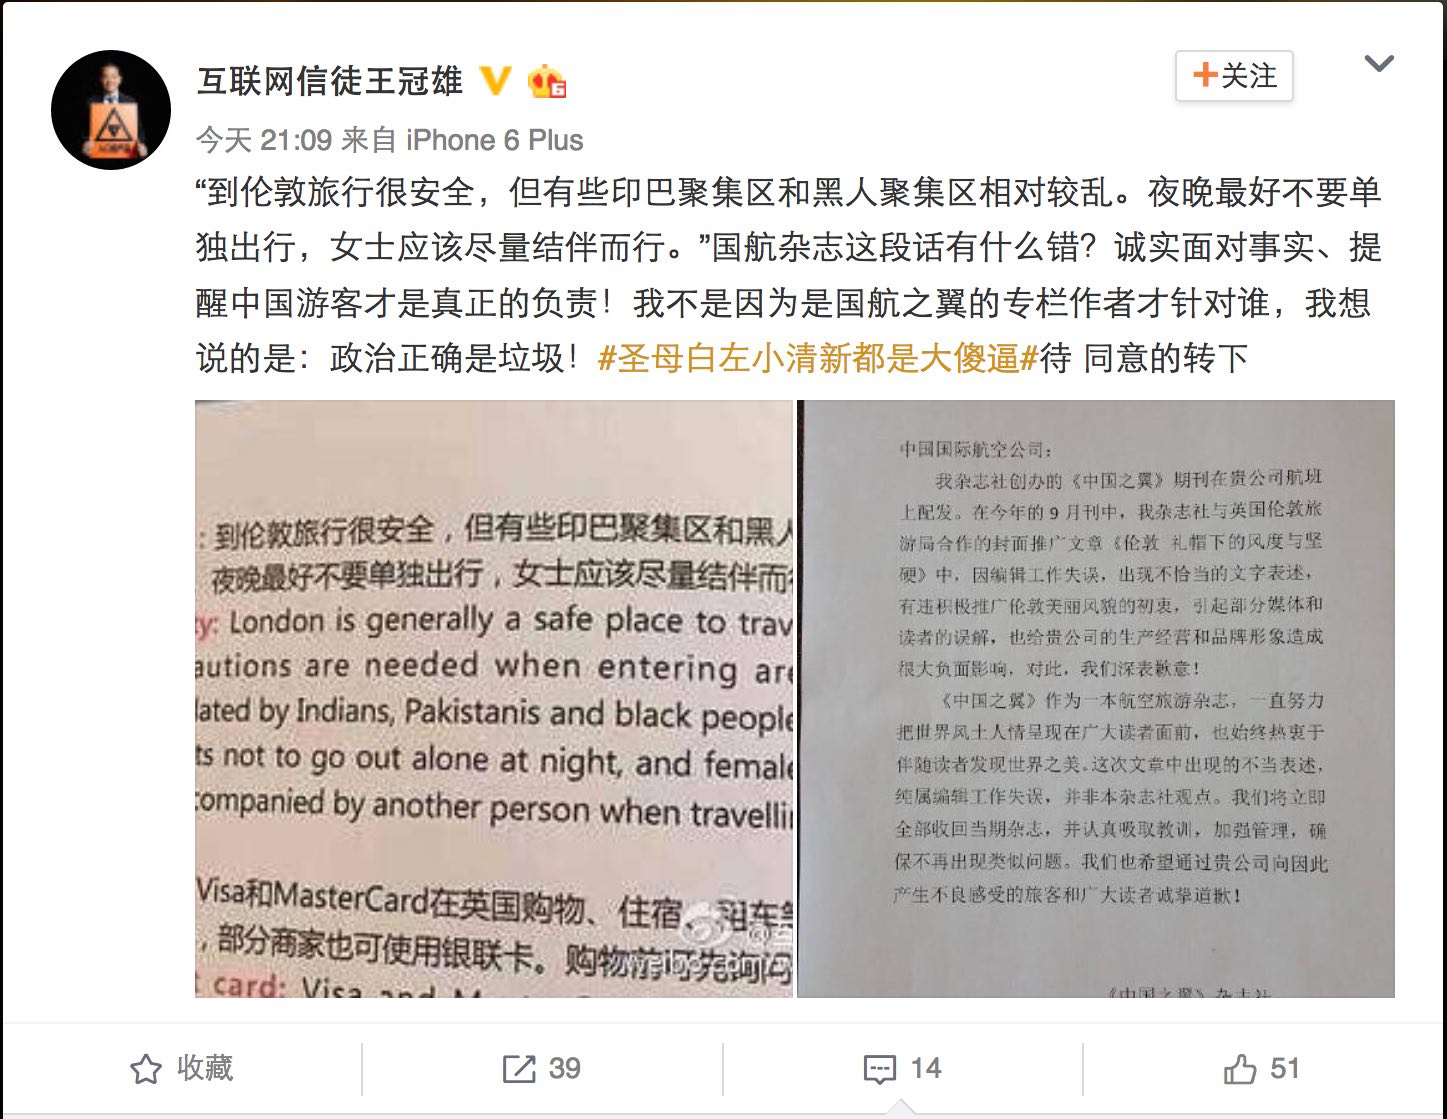 互联网信徒王冠雄
6
+关注
今天 21:09 来自 iPhone 6 Plus
“到伦敦旅行很安全，但有些印巴聚集区和黑人聚集区相对较乱。夜晚最好不要单
独出行，女士应该尽量结伴而行。”国航杂志这段话有什么错？诚实面对事实、提
醒中国游客才是真正的负责！我不是因为是国航之翼的专栏作者才针对谁，我想
说的是：政治正确是垃圾！#圣母白左小清新都是大傻逼#待 同意的转下
: 到伦敦旅行很安全，但有些印巴聚集区和黑人
夜晚最好不要单独出行，女士应该尽量结伴而
y: London is generally a safe place to trav
autions are needed when entering are
lated by Indians, Pakistanis and black people
ts not to go out alone at night, and female
companied by another person when travelli
Visa和MasterCard在英国购物、住宿、租车等
，部分商家也可使用银联卡。购物前可先询问
t card: Visa and
中国国际航空公司：
我杂志社创办的《中国之翼》期刊在贵公司航班
上配发。在今年的 9 月刊中，我杂志社与英国伦敦旅
游局合作的封面推广文章《伦敦 礼帽下的风度与坚
硬》中，因编辑工作失误，出现不恰当的文字表述，
有违积极推广伦敦美丽风貌的初衷，引起部分媒体和
读者的误解，也给贵公司的生产经营和品牌形象造成
很大负面影响，对此，我们深表歉意！
《中国之翼》作为一本航空旅游杂志，一直努力
把世界风土人情呈现在广大读者面前，也始终热衷于
伴随读者发现世界之美。这次文章中出现的不当表述，
纯属编辑工作失误，并非本杂志社观点。我们将立即
全部收回当期杂志，并认真吸取教训，加强管理，确
保不再出现类似问题。我们也希望通过贵公司向因此
产生不良感受的旅客和广大读者诚挚道歉！
《中国之翼》杂志社
收藏
39
14
51